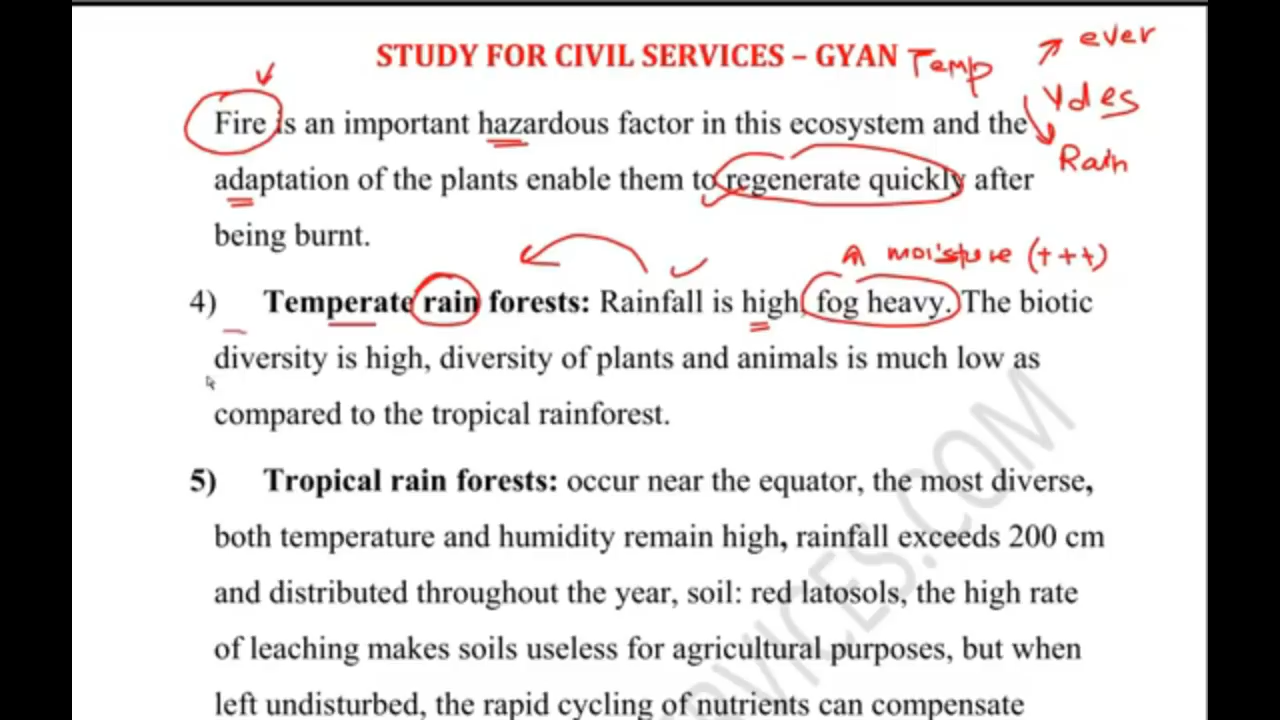 STUDY FOR CIVIL SERVICES – GYAN Temp
ever
Vdes
Rain
Fire is an important hazardous factor in this ecosystem and the
adaptation of the plants enable them to regenerate quickly after
being burnt.
moisture (+++)
4) Temperate rain forests: Rainfall is high, fog heavy. The biotic
diversity is high, diversity of plants and animals is much low as
compared to the tropical rainforest.
5) Tropical rain forests: occur near the equator, the most diverse,
both temperature and humidity remain high, rainfall exceeds 200 cm
and distributed throughout the year, soil: red latosols, the high rate
of leaching makes soils useless for agricultural purposes, but when
left undisturbed, the rapid cycling of nutrients can compensate
RVICES.COM